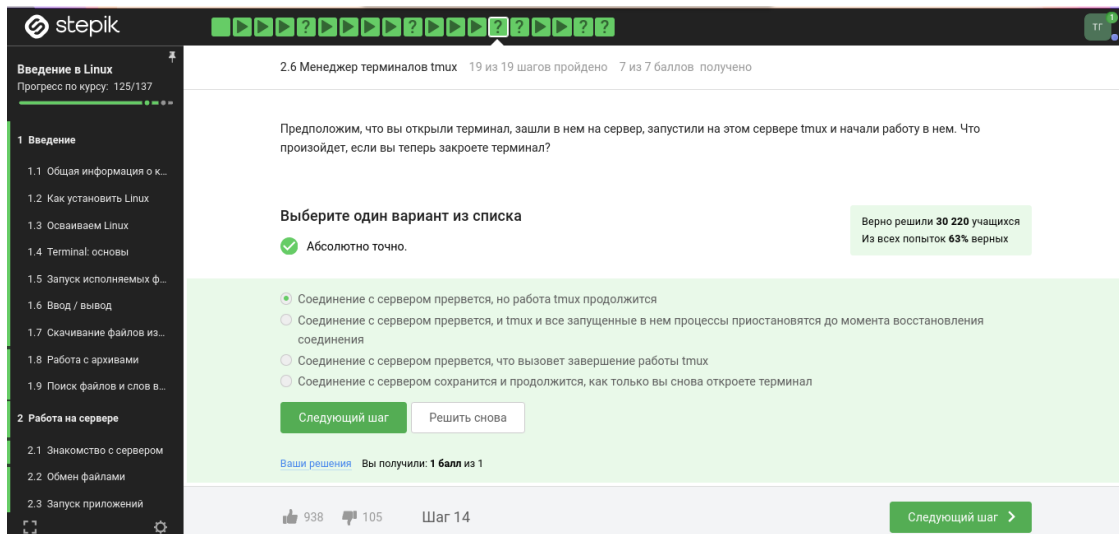 stepik
? ? ? ? ? ?
ТГ
1
Введение в Linux
Прогресс по курсу: 125/137
2.6 Менеджер терминалов tmux 19 из 19 шагов пройдено 7 из 7 баллов получено
1 Введение
1.1 Общая информация о к...
1.2 Как установить Linux
1.3 Осваиваем Linux
1.4 Terminal: основы
1.5 Запуск исполняемых ф...
1.6 Ввод / вывод
1.7 Скачивание файлов из...
1.8 Работа с архивами
1.9 Поиск файлов и слов в...
2 Работа на сервере
2.1 Знакомство с сервером
2.2 Обмен файлами
2.3 Запуск приложений
Предположим, что вы открыли терминал, зашли в нем на сервер, запустили на этом сервере tmux и начали работу в нем. Что
произойдет, если вы теперь закроете терминал?
Выберите один вариант из списка
Абсолютно точно.
Верно решили 30 220 учащихся
Из всех попыток 63% верных
Соединение с сервером прервется, но работа tmux продолжится
Соединение с сервером прервется, и tmux и все запущенные в нем процессы приостановятся до момента восстановления
соединения
Соединение с сервером прервется, что вызовет завершение работы tmux
Соединение с сервером сохранится и продолжится, как только вы снова откроете терминал
Следующий шаг
Решить снова
Ваши решения Вы получили: 1 балл из 1
938 105 Шаг 14
Следующий шаг